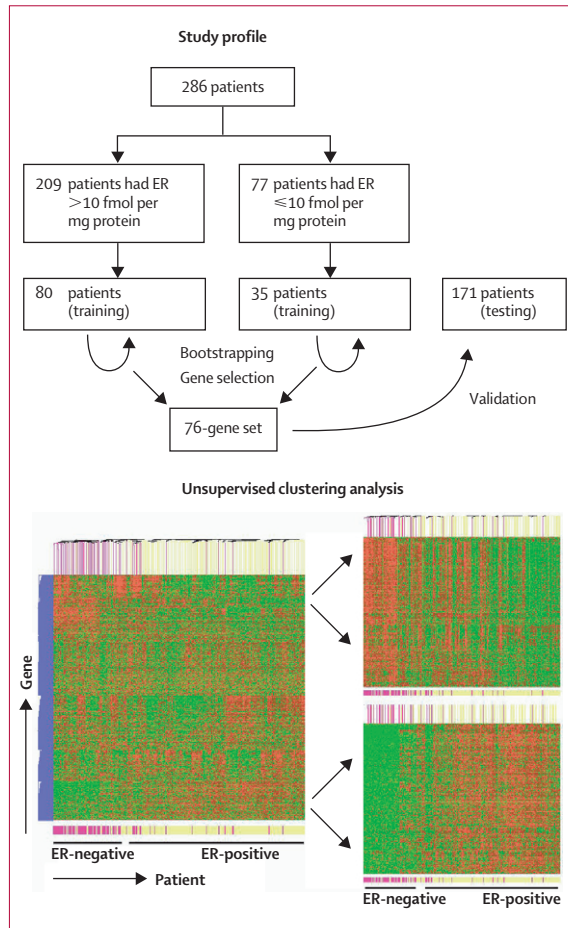 Study profile
286 patients
209 patients had ER
>10 fmol per
mg protein
77 patients had ER
≤10 fmol per
mg protein
80 patients
(training)
35 patients
(training)
171 patients
(testing)
Bootstrapping
Gene selection
Validation
76-gene set
Unsupervised clustering analysis
Gene
ER-negative ER-positive
Patient
ER-negative ER-positive